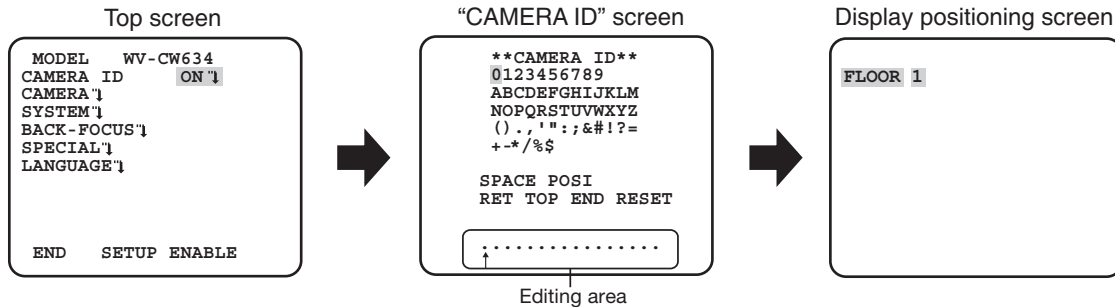 Top screen
MODEL WV-CW634
CAMERA ID ON
CAMERA
SYSTEM
BACK-FOCUS
SPECIAL
LANGUAGE
END SETUP ENABLE
“CAMERA ID” screen
**CAMERA ID**
0123456789
ABCDEFGHIJKLM
NOPQRSTUVWXYZ
().,'":;&#!?=
+-*/%$
SPACE POSI
RET TOP END RESET
................
Editing area
Display positioning screen
FLOOR 1